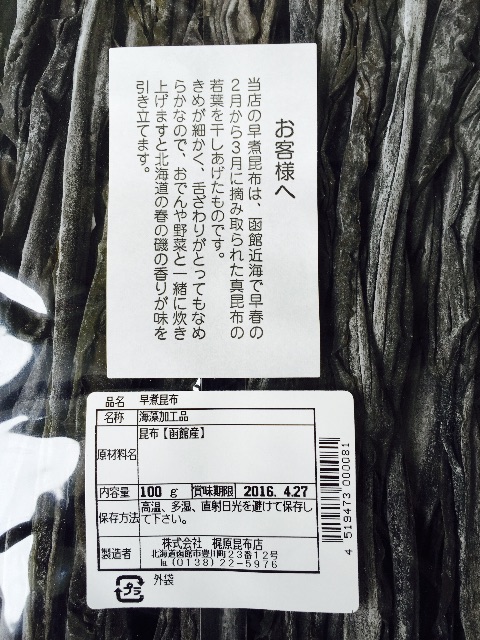 お客様へ
当店の早煮昆布は、函館近海で早春の
２月から３月に摘み取られた真昆布の
若葉を干しあげたものです。
きめが細かく、舌ざわりがとってもなめ
らかなので、おでんや野菜と一緒に炊き
上げますと北海道の春の磯の香りが味を
引き立てます。
品名 早煮昆布
名称 海藻加工品
原材料名 昆布【函館産】
内容量 100 g 賞味期限 2016. 4.27
保存方法 高温、多湿、直射日光を避けて保存し
て下さい。
製造者 株式会社 梶原昆布店
北海道函館市豊川町23番12号
℡(0138)22-5976
プラ 外袋
4 519473 000081